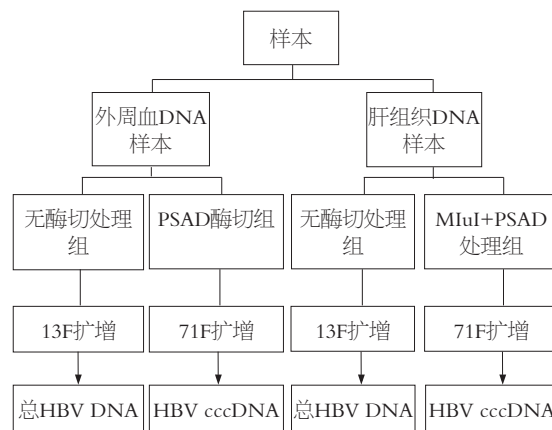 样本
外周血DNA
样本
肝组织DNA
样本
无酶切处理
组
PSAD酶切组
无酶切处理
组
MIuI+PSAD
处理组
13F扩增
71F扩增
13F扩增
71F扩增
总HBV DNA
HBV cccDNA
总HBV DNA
HBV cccDNA